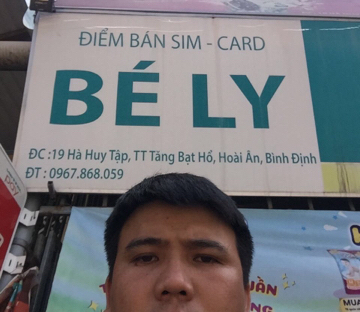 ĐIỂM BÁN SIM - CARD
BÉ LY
ĐC :19 Hà Huy Tập, TT Tăng Bạt Hổ, Hoài Ân, Bình Định
ĐT : 0967.868.059
MUA